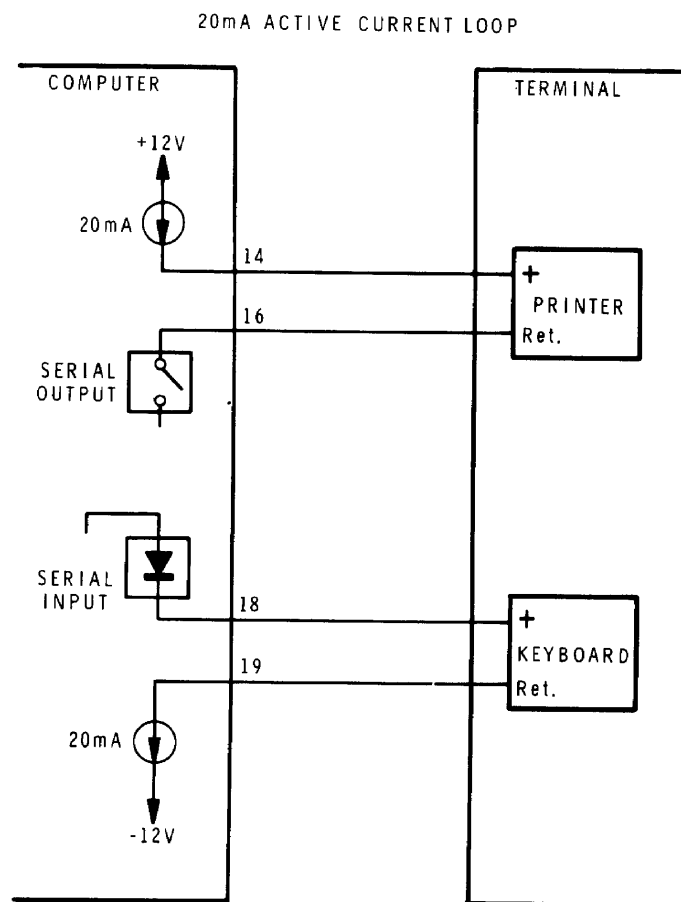 20mA ACTIVE CURRENT LOOP
COMPUTER
TERMINAL
+12V
20mA
14
+
PRINTER
16
Ret.
SERIAL
OUTPUT
SERIAL
INPUT
18
+
KEYBOARD
19
Ret.
20mA
-12V